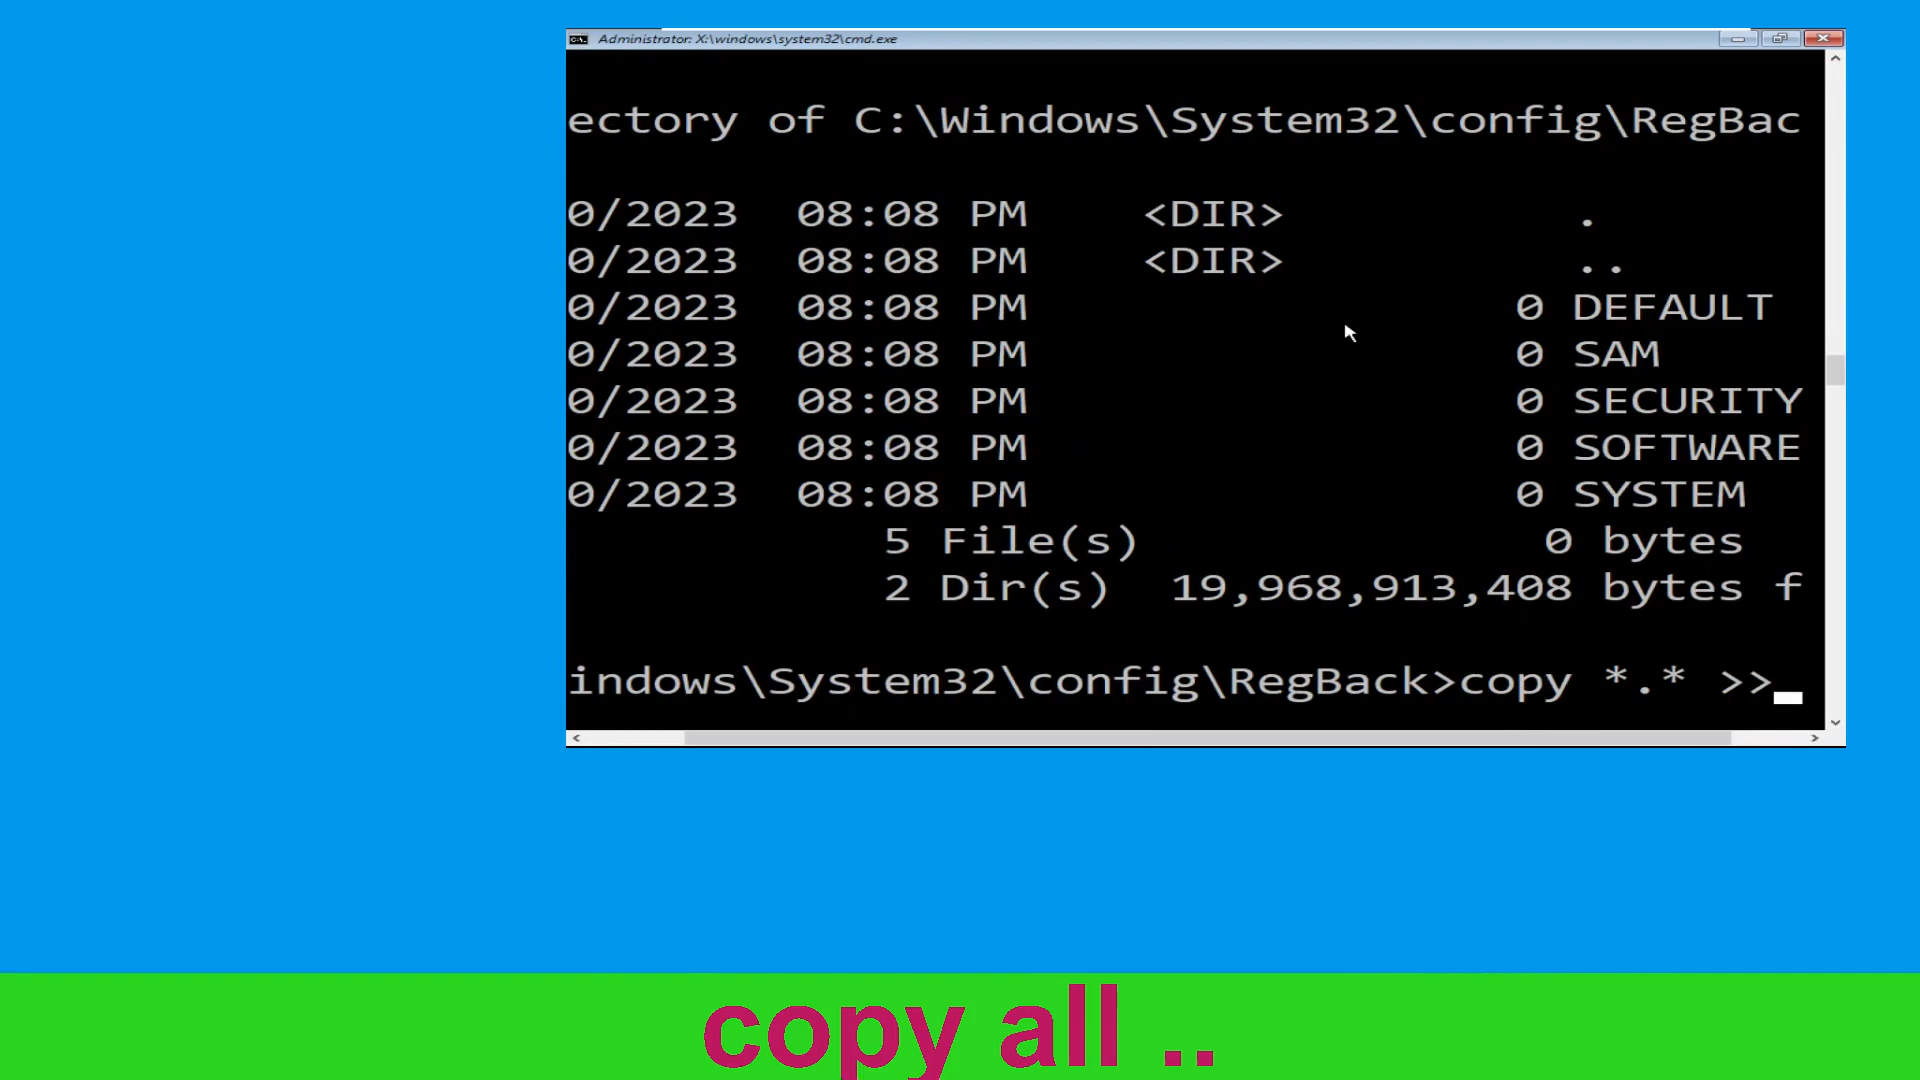 Administrator: X:\windows\system32\cmd.exe
ectory of C:\Windows\System32\config\RegBac
0/2023 08:08 PM <DIR> .
0/2023 08:08 PM <DIR> ..
0/2023 08:08 PM 0 DEFAULT
0/2023 08:08 PM 0 SAM
0/2023 08:08 PM 0 SECURITY
0/2023 08:08 PM 0 SOFTWARE
0/2023 08:08 PM 0 SYSTEM
5 File(s) 0 bytes
2 Dir(s) 19,968,913,408 bytes f
indows\System32\config\RegBack>copy *.* >>_
copy all ..